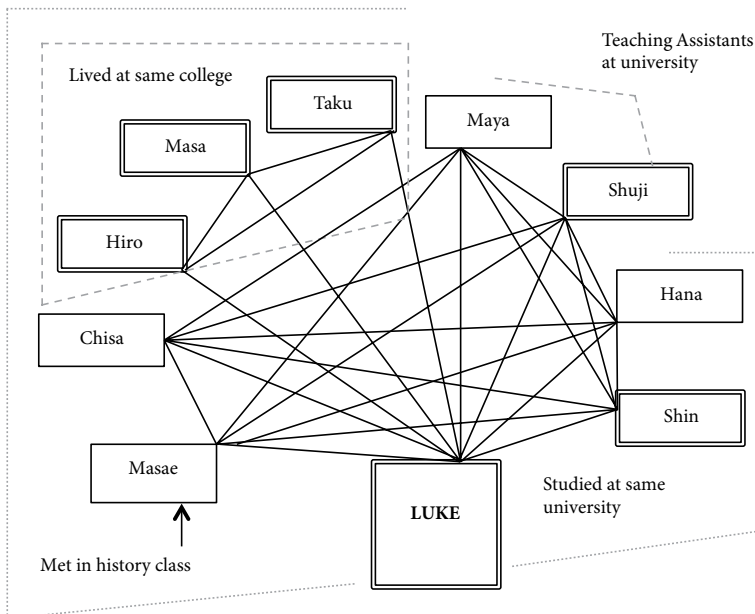 Teaching Assistants
at university
Lived at same college
Taku
Maya
Masa
Shuji
Hiro
Hana
Chisa
Shin
Masae
LUKE
Studied at same
university
Met in history class